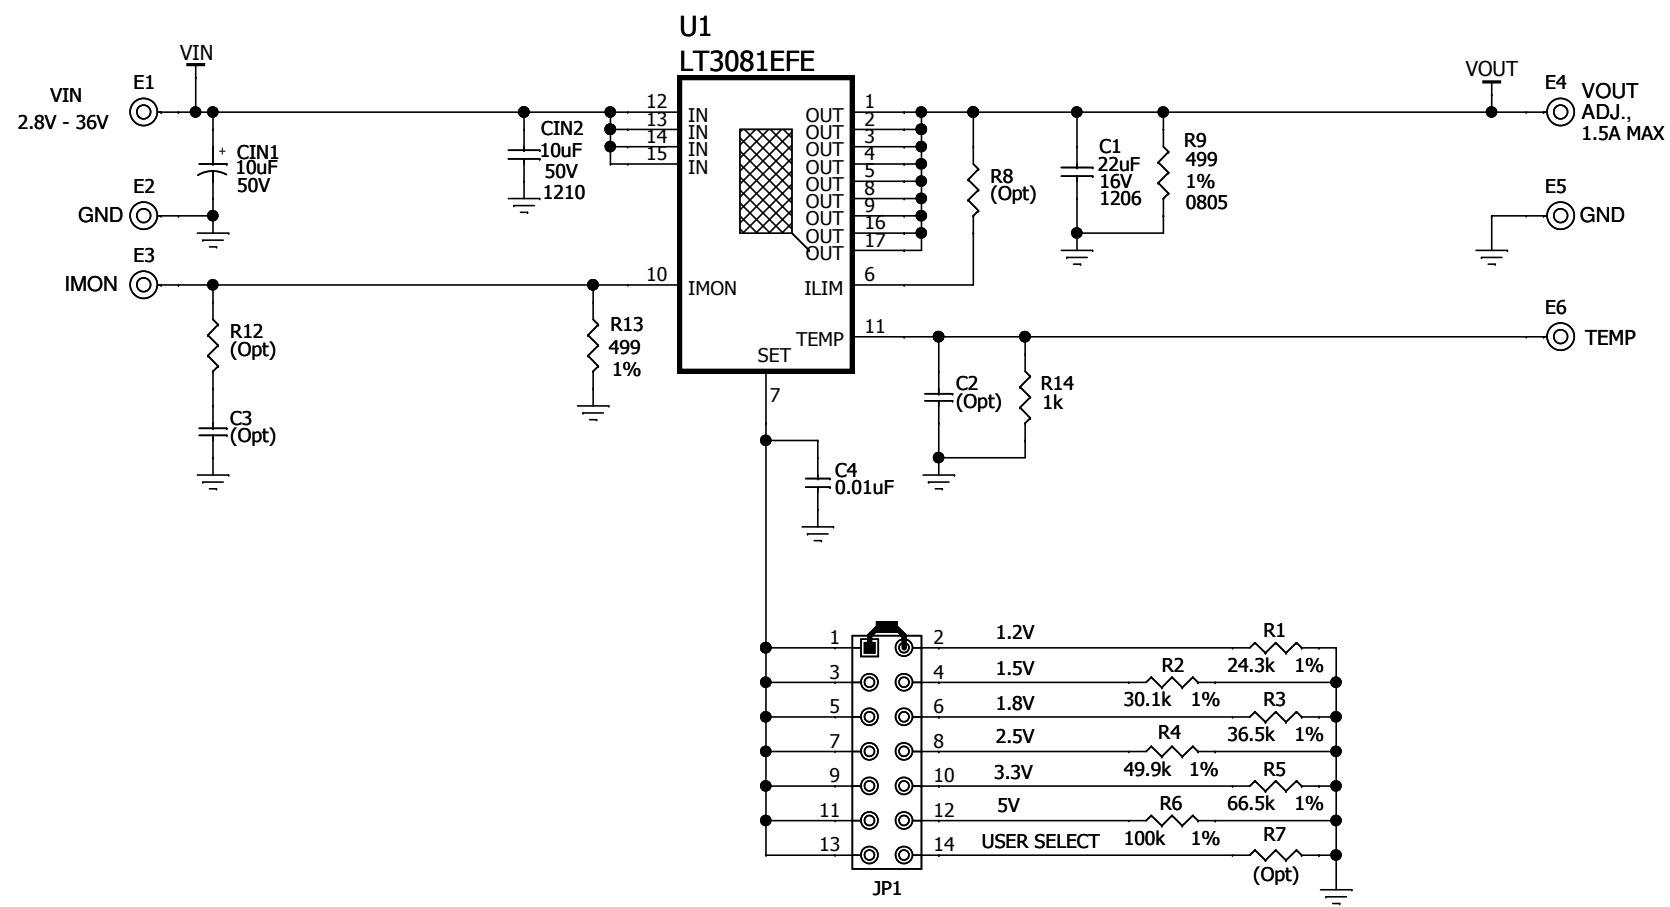 U1
LT3081EFE
VIN
VIN
2.8V - 36V
E1
CIN1
+
10uF
50V
CIN2
10uF
50V
1210
E2
GND
E3
IMON
R12
(Opt)
C3
(Opt)
R13
499
1%
12
13
14
15
10
IN
IN
IN
IN
IMON
OUT
OUT
OUT
OUT
OUT
OUT
OUT
OUT
OUT
ILIM
TEMP
SET
1
2
3
4
5
8
9
16
17
6
11
7
R8
(Opt)
C1
22uF
16V
1206
R9
499
1%
0805
VOUT
E4
VOUT
ADJ.,
1.5A MAX
E5
GND
E6
TEMP
C2
(Opt)
R14
1k
C4
0.01uF
1 2 1.2V R1
24.3k 1%
3 4 1.5V R2
30.1k 1%
5 6 1.8V R3
36.5k 1%
7 8 2.5V R4
49.9k 1%
9 10 3.3V R5
66.5k 1%
11 12 5V R6
100k 1%
13 14 USER SELECT R7
(Opt)
JP1